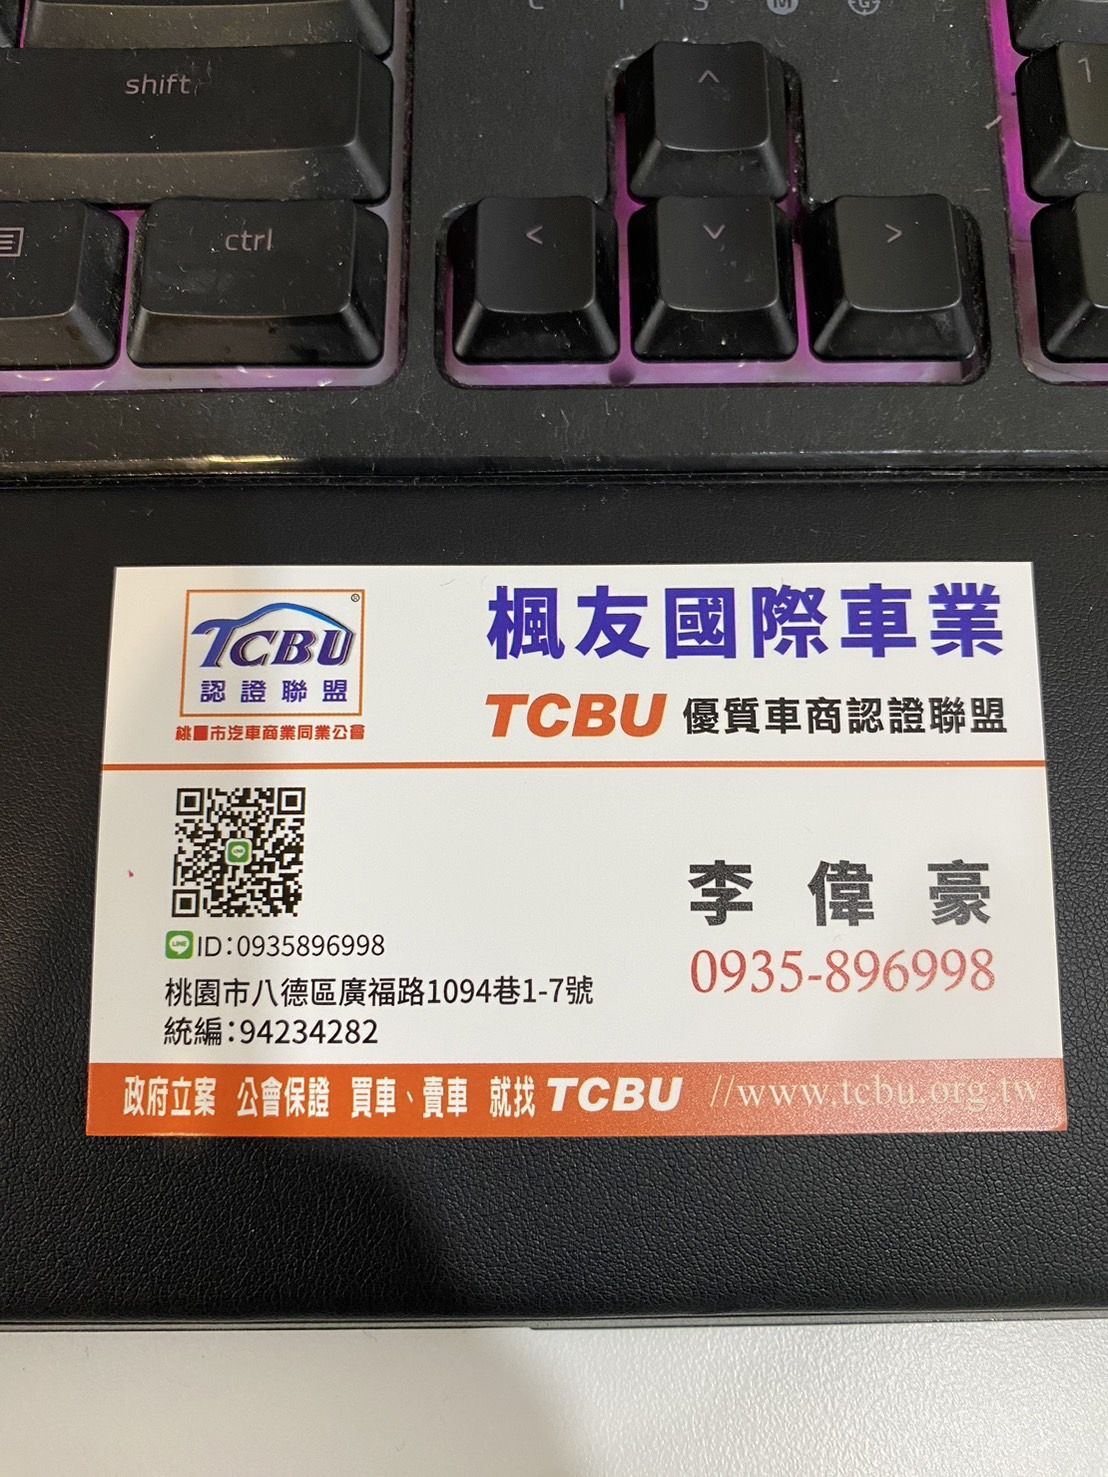 shift
ctrl
1
TCBU®
認證聯盟
桃園市汽車商業同業公會
楓友國際車業
TCBU 優質車商認證聯盟
李偉豪
0935-896998
LINE ID:0935896998
桃園市八德區廣福路1094巷1-7號
統編:94234282
政府立案 公會保證 買車、賣車 就找 TCBU //www.tcbu.org.tw